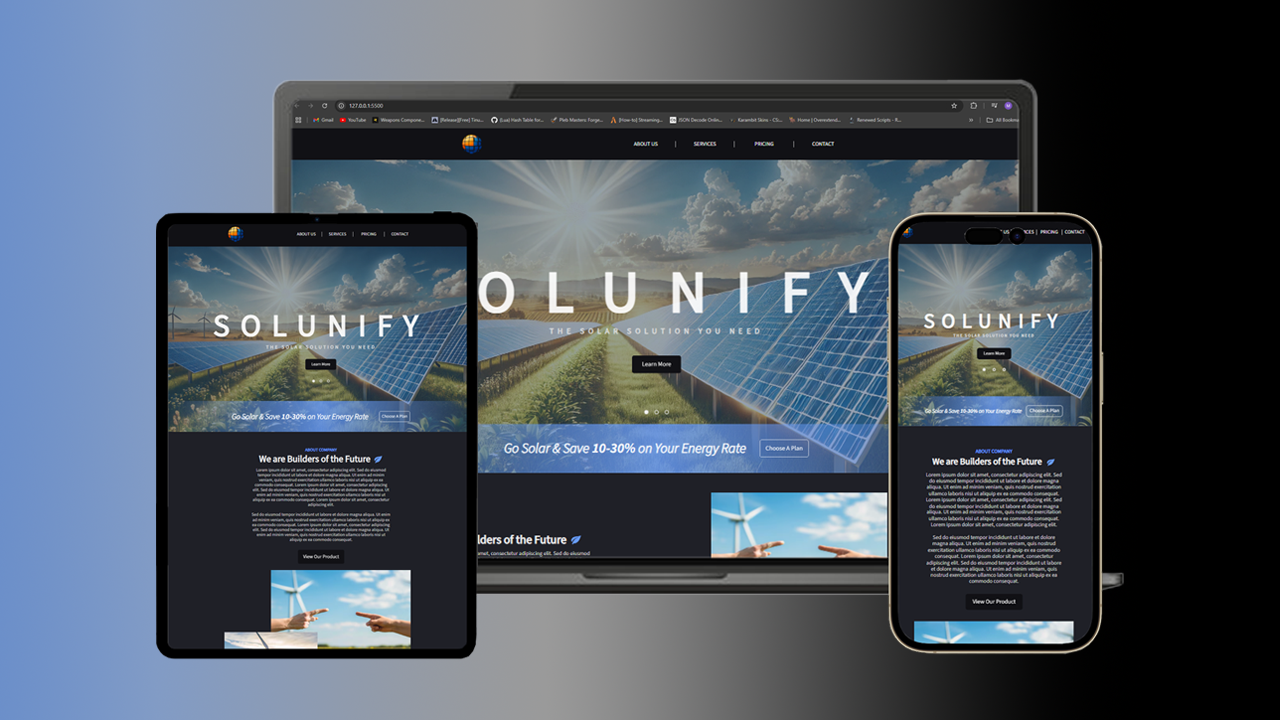 127.0.0.1:5500
Gmail
YouTube
Weapons Compone...
[Release][Free] Tinu...
(Lua) Hash Table for...
Pleb Masters: Forge...
[How-to] Streaming...
JSON Decode Onlin...
Karambit Skins - CS...
Home | Overextend...
Renewed Scripts - R...
All Bookma
ABOUT US | SERVICES | PRICING | CONTACT
OLUNIFY
THE SOLAR SOLUTION YOU NEED
Learn More
Go Solar & Save 10-30% on Your Energy Rate
Choose A Plan
lders of the Future
amet, consectetur adipiscing elit. Sed do eiusmod
ABOUT US | SERVICES | PRICING | CONTACT
SOLUNIFY
THE SOLAR SOLUTION YOU NEED
Learn More
Go Solar & Save 10-30% on Your Energy Rate
Choose A Plan
ABOUT COMPANY
We are Builders of the Future
Lorem ipsum dolor sit amet, consectetur adipiscing elit. Sed do eiusmod
tempor incididunt ut labore et dolore magna aliqua. Ut enim ad minim
veniam, quis nostrud exercitation ullamco laboris nisi ut aliquip ex ea
commodo consequat. Lorem ipsum dolor sit amet, consectetur adipiscing
elit. Sed do eiusmod tempor incididunt ut labore et dolore magna aliqua.
Ut enim ad minim veniam, quis nostrud exercitation ullamco laboris nisi ut
aliquip ex ea commodo consequat. Lorem ipsum dolor sit amet, consectetur
adipiscing elit.
Sed do eiusmod tempor incididunt ut labore et dolore magna aliqua. Ut enim
ad minim veniam, quis nostrud exercitation ullamco laboris nisi ut aliquip ex
ea commodo consequat. Lorem ipsum dolor sit amet, consectetur adipiscing
elit. Sed do eiusmod tempor incididunt ut labore et dolore magna aliqua. Ut
enim ad minim veniam, quis nostrud exercitation ullamco laboris nisi ut
aliquip ex ea commodo consequat.
View Our Product
US
ICES | PRICING | CONTACT
SOLUNIFY
THE SOLAR SOLUTION YOU NEED
Learn More
Go Solar & Save 10-30% on Your Energy Rate
Choose A Plan
ABOUT COMPANY
We are Builders of the Future
Lorem ipsum dolor sit amet, consectetur adipiscing elit. Sed
do eiusmod tempor incididunt ut labore et dolore magna
aliqua. Ut enim ad minim veniam, quis nostrud exercitation
ullamco laboris nisi ut aliquip ex ea commodo consequat.
Lorem ipsum dolor sit amet, consectetur adipiscing elit. Sed
do eiusmod tempor incididunt ut labore et dolore magna
aliqua. Ut enim ad minim veniam, quis nostrud exercitation
ullamco laboris nisi ut aliquip ex ea commodo consequat.
Lorem ipsum dolor sit amet, consectetur adipiscing elit.
Sed do eiusmod tempor incididunt ut labore et dolore magna
aliqua. Ut enim ad minim veniam, quis nostrud
exercitation ullamco laboris nisi ut aliquip ex ea commodo
consequat. Lorem ipsum dolor sit amet, consectetur
adipiscing elit. Sed do eiusmod tempor incididunt ut labore
et dolore magna aliqua. Ut enim ad minim veniam, quis
nostrud exercitation ullamco laboris nisi ut aliquip ex ea
commodo consequat.
View Our Product